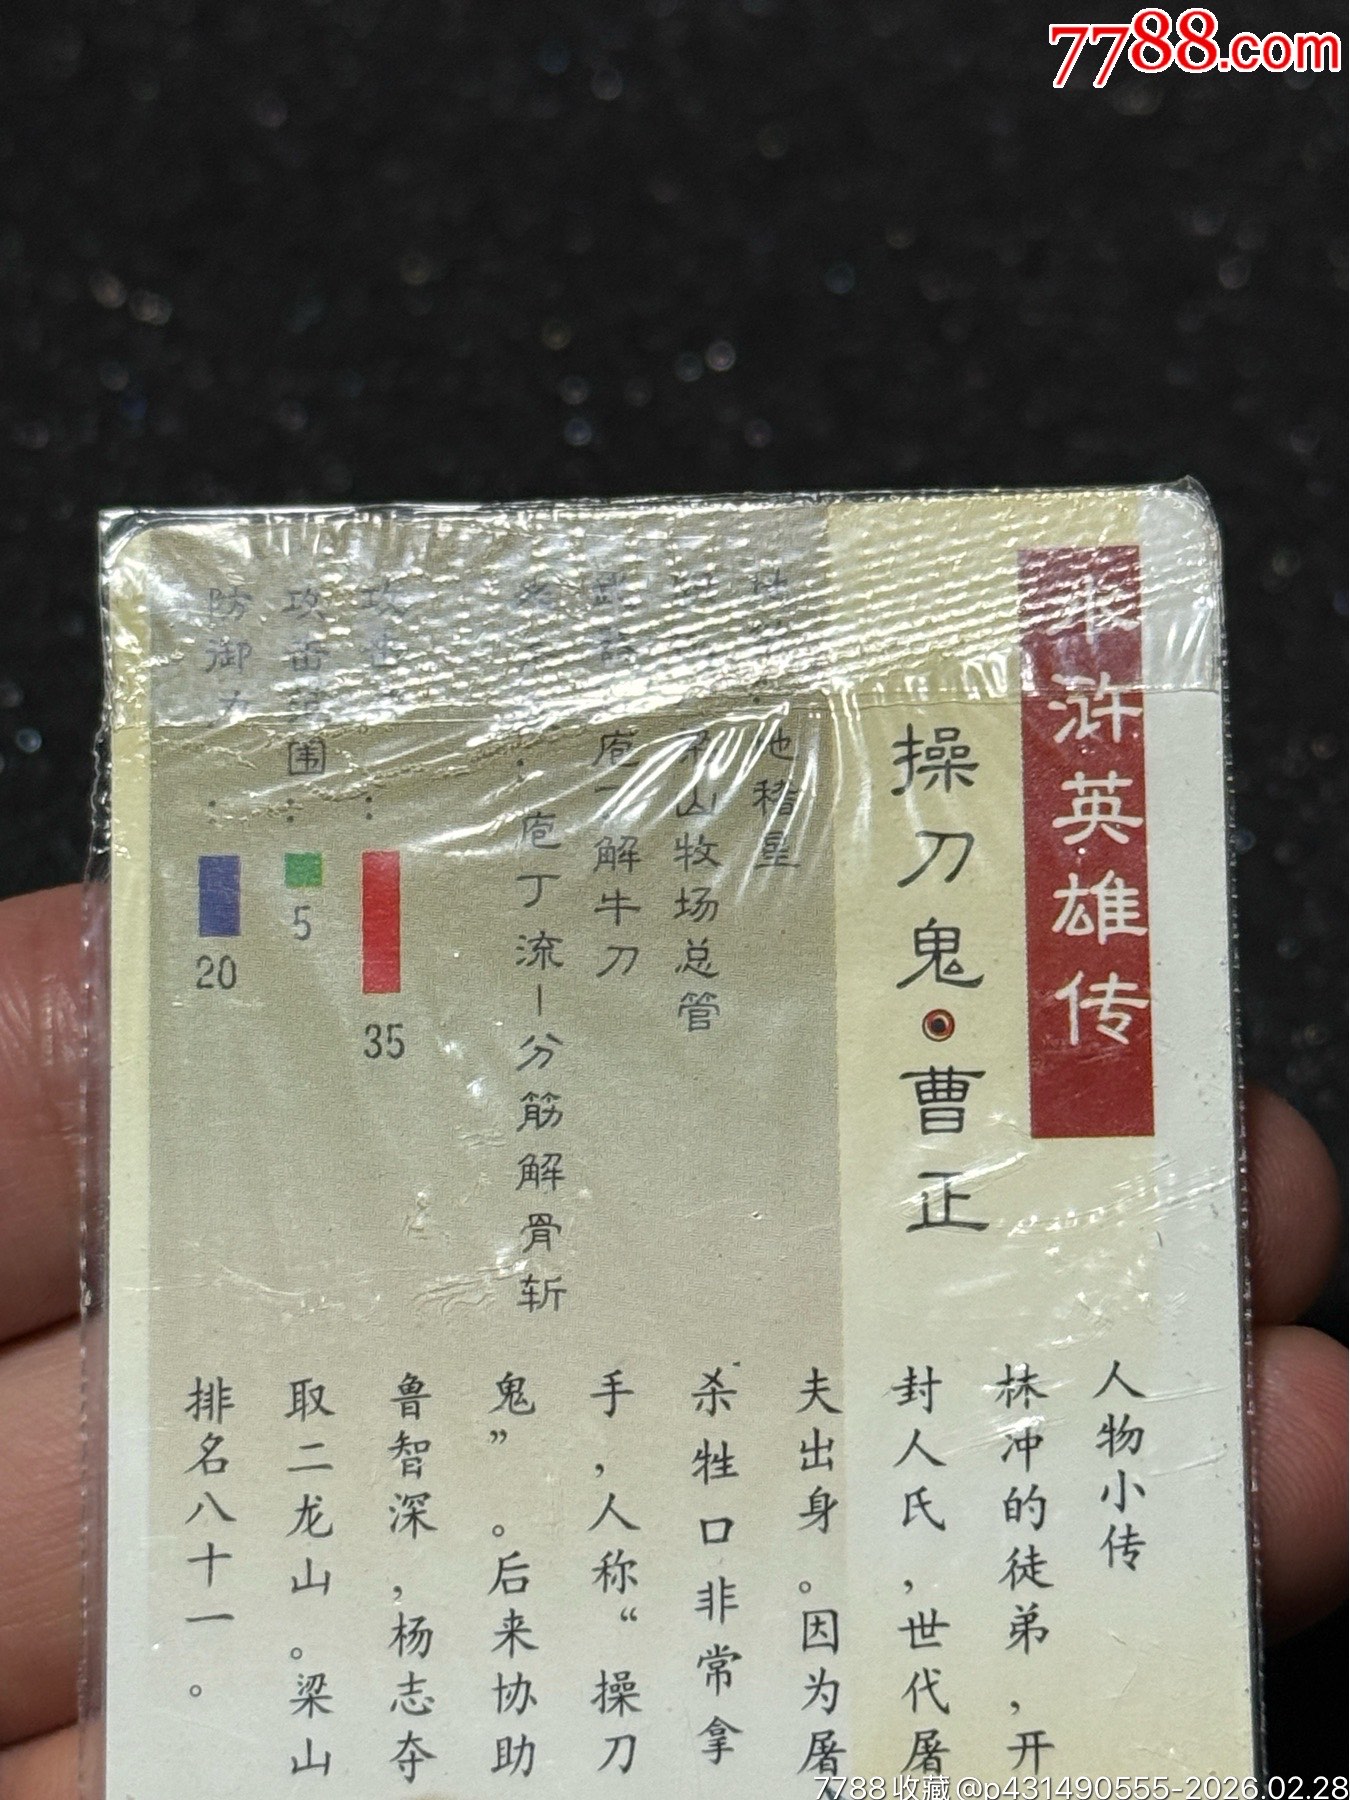 7788.com
水浒英雄传
操刀鬼·曹正
：地稽星
梁山牧场总管
武器：庖丁解牛刀
：庖丁流—分筋解骨斩
攻击：35
攻击范围：5
防御力：20
人物小传
林冲的徒弟，开
封人氏，世代屠
夫出身。因为屠
杀牲口非常拿
手，人称“操刀
鬼”。后来协助
鲁智深，杨志夺
取二龙山。梁山
排名八十一。
7788收藏@p431490555-2026.02.28